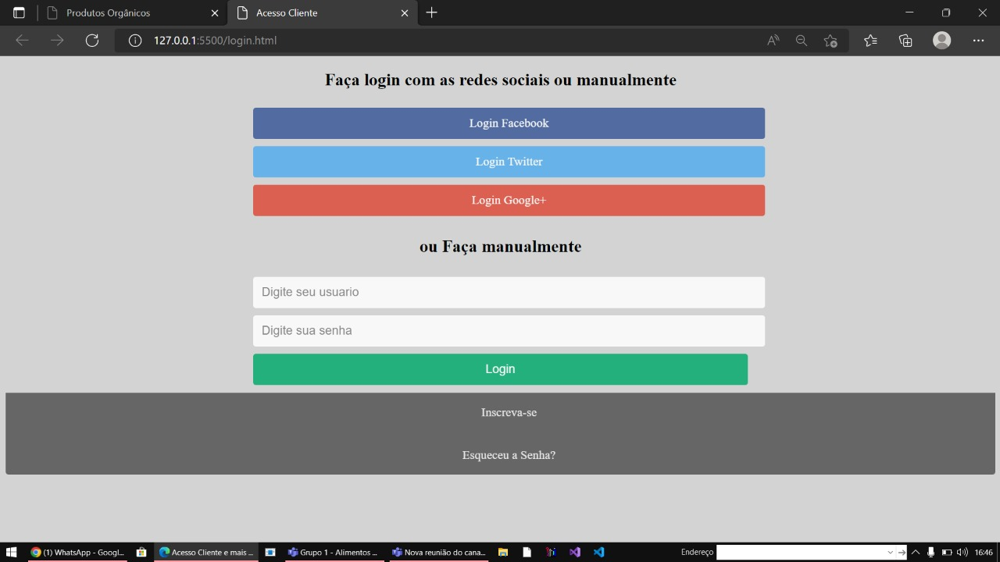 Produtos Orgânicos
Acesso Cliente
127.0.0.1:5500/login.html
Faça login com as redes sociais ou manualmente
Login Facebook
Login Twitter
Login Google+
ou Faça manualmente
Digite seu usuario
Digite sua senha
Login
Inscreva-se
Esqueceu a Senha?
(1) WhatsApp - Googl...
Acesso Cliente e mais ...
Grupo 1 - Alimentos ...
Nova reunião do cana...
Endereço
16:46